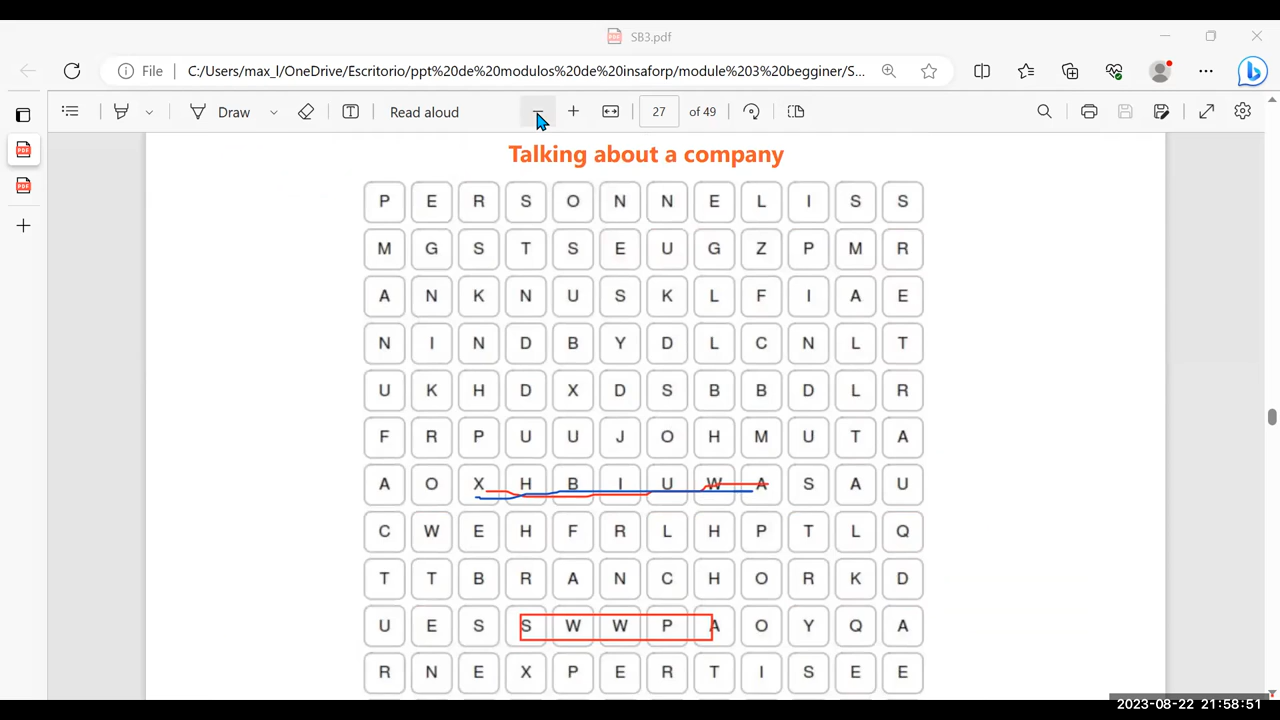 SB3.pdf
File C:/Users/max_l/OneDrive/Escritorio/ppt%20de%20modulos%20de%20insaforp/module%203%20begginer/S...
Draw Read aloud 27 of 49
Talking about a company
P E R S O N N E L I S S
M G S T S E U G Z P M R
A N K N U S K L F I A E
N I N D B Y D L C N L T
U K H D X D S B B D L R
F R P U U J O H M U T A
A O X H B I U W A S A U
C W E H F R L H P T L Q
T T B R A N C H O R K D
U E S S W W P A O Y Q A
R N E X P E R T I S E E
2023-08-22 21:58:51